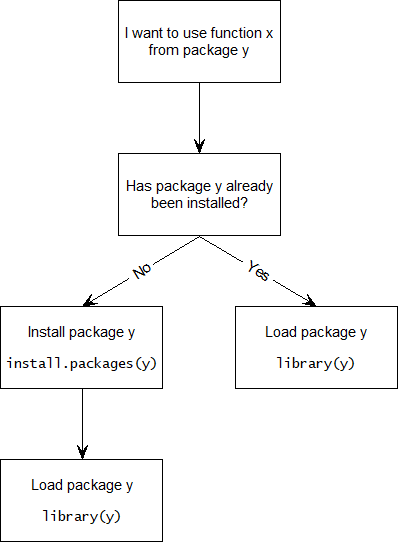 I want to use function x
from package y
Has package y already
been installed?
No
Yes
Install package y
install.packages(y)
Load package y
library(y)
Load package y
library(y)